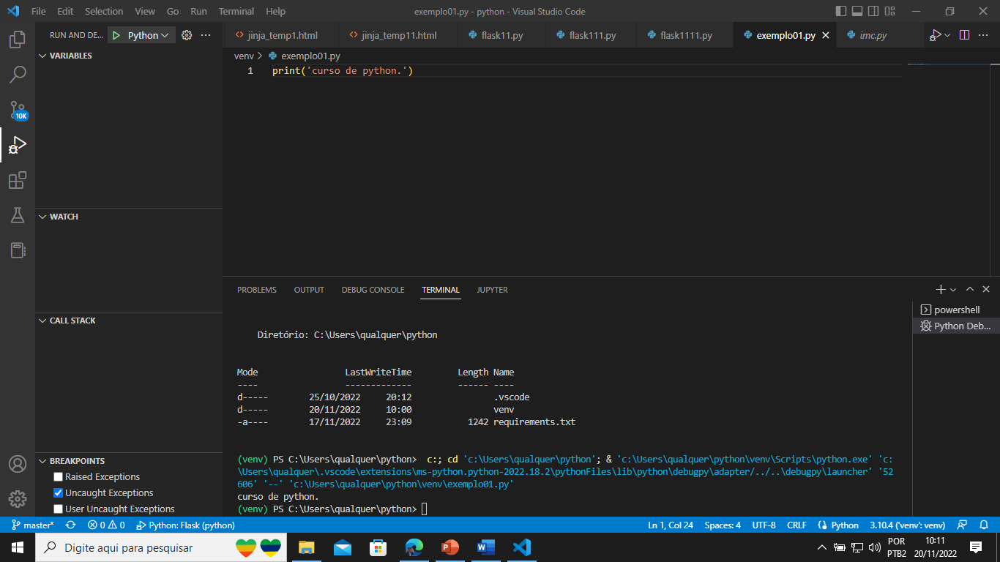 File Edit Selection View Go Run Terminal Help exemplo01.py - python - Visual Studio Code
RUN AND DE... Python
jinja_temp1.html jinja_temp11.html flask11.py flask111.py flask1111.py exemplo01.py imc.py
VARIABLES
venv > exemplo01.py
1 print('curso de python.')
10K
WATCH
CALL STACK
BREAKPOINTS
Raised Exceptions
Uncaught Exceptions
User Uncaught Exceptions
PROBLEMS OUTPUT DEBUG CONSOLE TERMINAL JUPYTER
powershell
Python Deb...
Diretório: C:\Users\qualquer\python
Mode LastWriteTime Length Name
---- ------------- ------ ----
d----- 25/10/2022 20:12 .vscode
d----- 20/11/2022 10:00 venv
-a---- 17/11/2022 23:09 1242 requirements.txt
(venv) PS C:\Users\qualquer\python> c:; cd 'c:\Users\qualquer\python'; & 'c:\Users\qualquer\python\venv\Scripts\python.exe' 'c:
\Users\qualquer\.vscode\extensions\ms-python.python-2022.18.2\pythonFiles\lib\python\debugpy\adapter/../..\debugpy\launcher' '52
606' '--' 'c:\Users\qualquer\python\venv\exemplo01.py'
curso de python.
(venv) PS C:\Users\qualquer\python>
master* 0 0 Python: Flask (python) Ln 1, Col 24 Spaces: 4 UTF-8 CRLF Python 3.10.4 ('venv': venv)
Digite aqui para pesquisar
POR
PTB2
10:11
20/11/2022